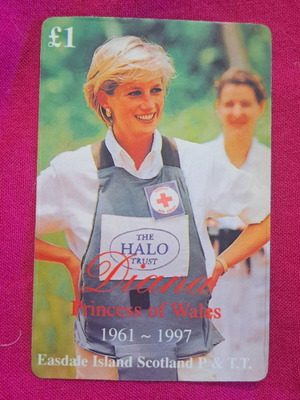 £1
THE
HALO
TRUST
Diana
Princess of Wales
1961 ~ 1997
Easdale Island Scotland P & T.T.